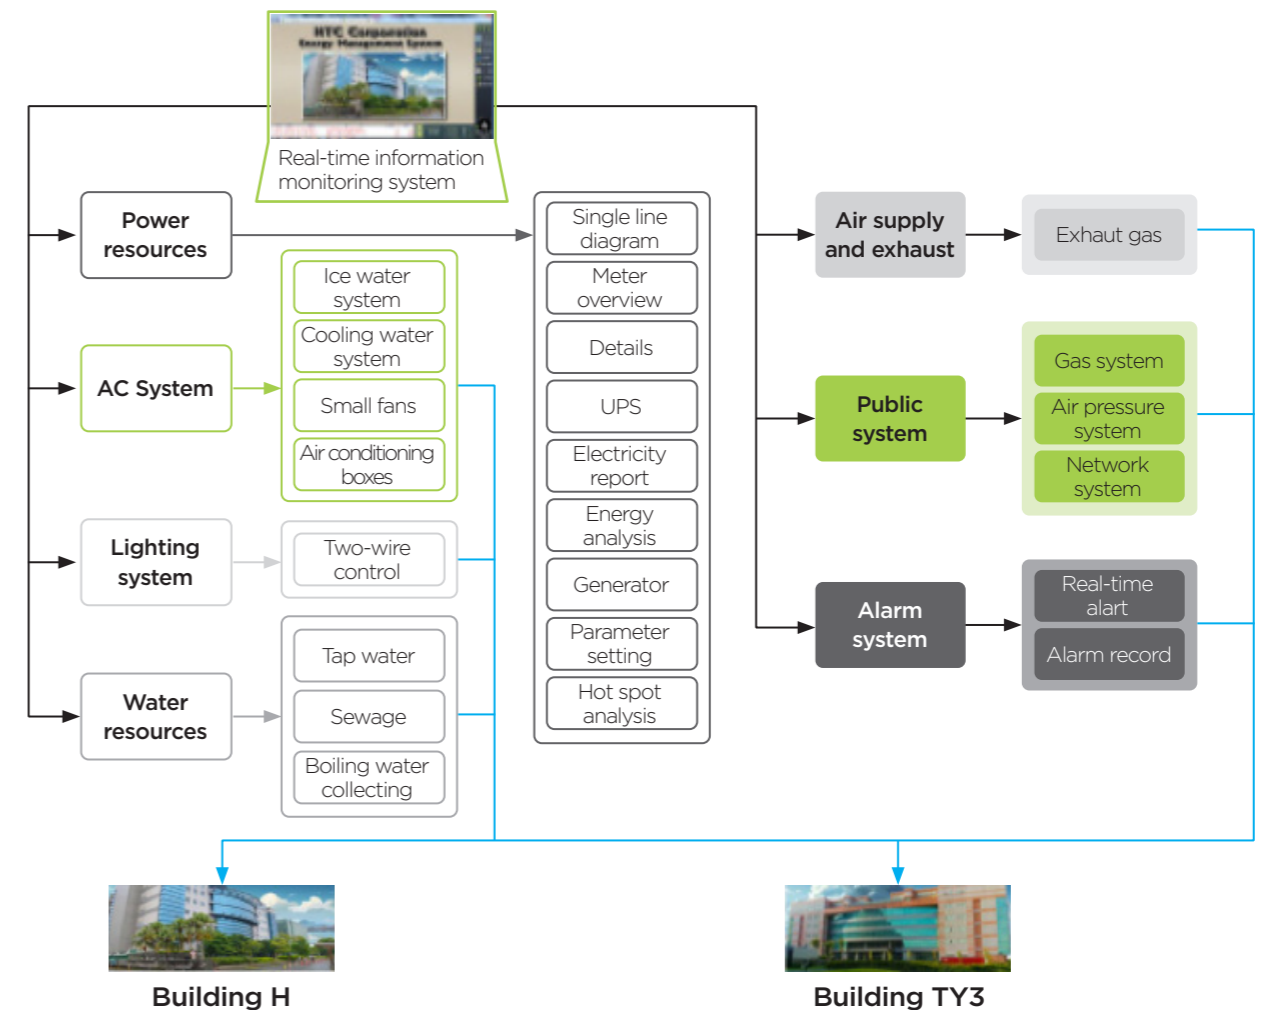 HTC Corporation
Energy Management System
Real-time information
monitoring system
Power
resources
AC System
Lighting
system
Water
resources
Ice water
system
Cooling water
system
Small fans
Air conditioning
boxes
Two-wire
control
Tap water
Sewage
Boiling water
collecting
Single line
diagram
Meter
overview
Details
UPS
Electricity
report
Energy
analysis
Generator
Parameter
setting
Hot spot
analysis
Air supply
and exhaust
Public
system
Alarm
system
Exhaut gas
Gas system
Air pressure
system
Network
system
Real-time
alart
Alarm record
Building H
Building TY3